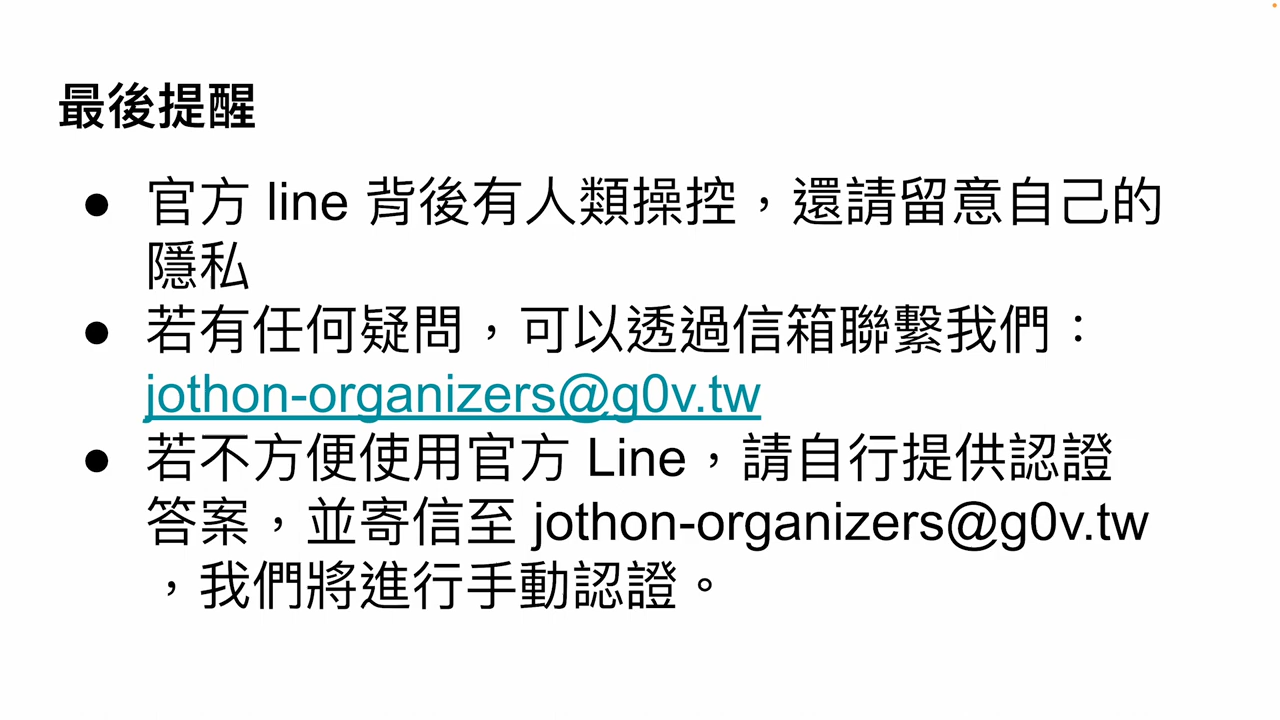 最後提醒
● 官方 line 背後有人類操控，還請留意自己的
隱私
● 若有任何疑問，可以透過信箱聯繫我們：
jothon-organizers@g0v.tw
● 若不方便使用官方 Line，請自行提供認證
答案，並寄信至 jothon-organizers@g0v.tw
，我們將進行手動認證。